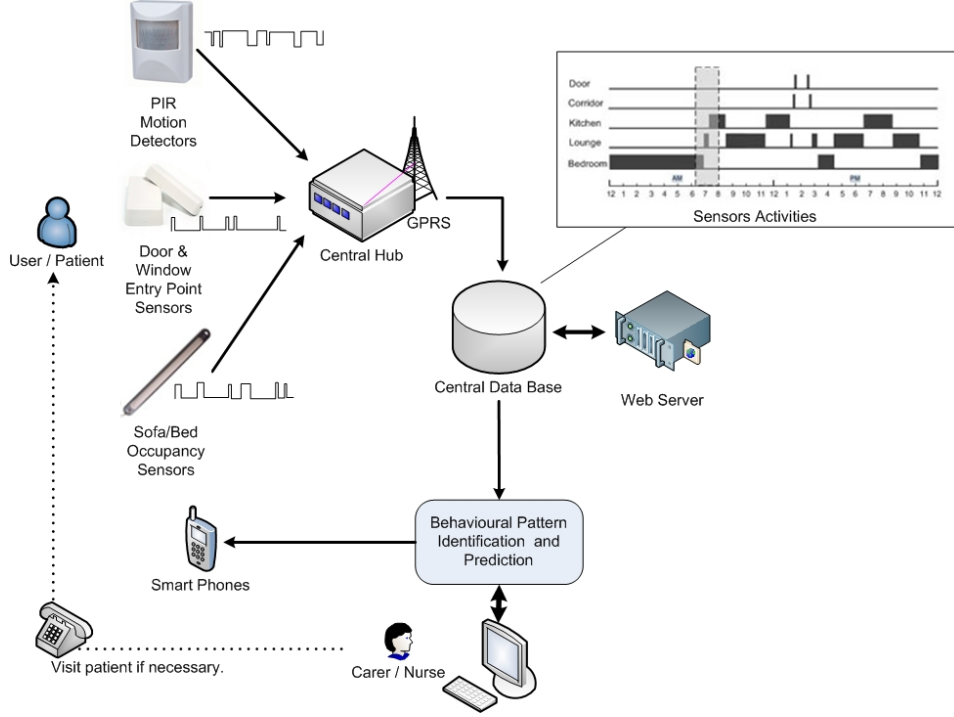 PIR
Motion
Detectors
Door &
Window
Entry Point
Sensors
Sofa/Bed
Occupancy
Sensors
User / Patient
GPRS
Central Hub
Door
Corridor
Kitchen
Lounge
Bedroom
AM PM
12 1 2 3 4 5 6 7 8 9 10 11 12 1 2 3 4 5 6 7 8 9 10 11 12
Sensors Activities
Central Data Base
Web Server
Behavioural Pattern
Identification and
Prediction
Smart Phones
Visit patient if necessary.
Carer / Nurse